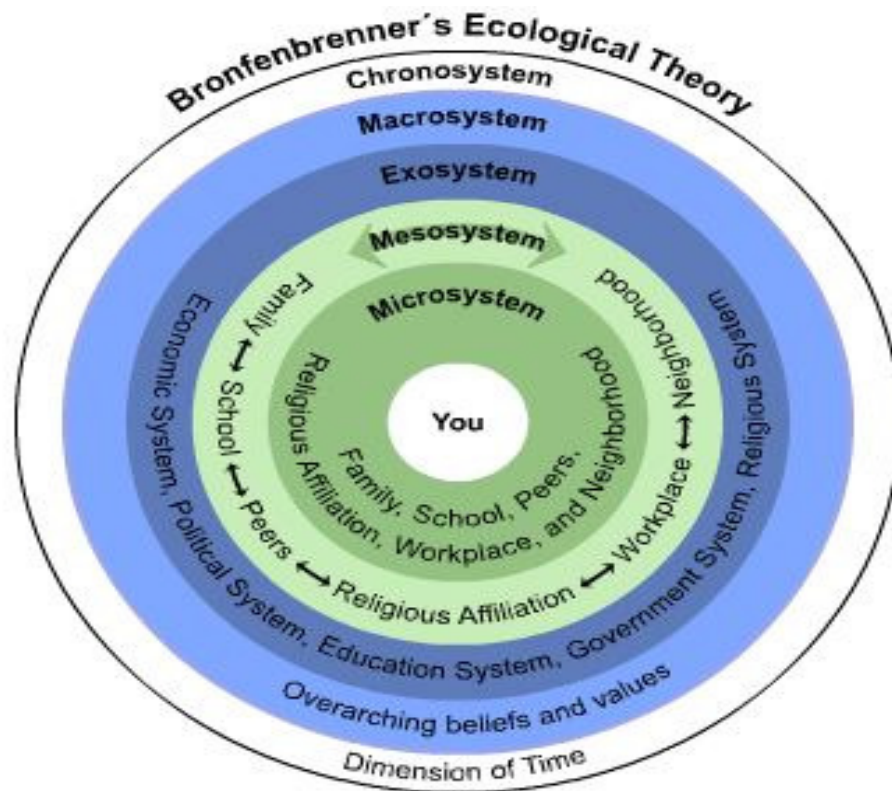 Bronfenbrenner´s Ecological Theory
Chronosystem
Macrosystem
Exosystem
Mesosystem
Microsystem
You
Family, School, Peers,
Religious Affiliation, Workplace, and Neighborhood
Family ↔ School ↔ Peers ↔ Religious Affiliation ↔ Workplace ↔ Neighborhood
Economic System, Political System, Education System, Government System, Religious System
Overarching beliefs and values
Dimension of Time